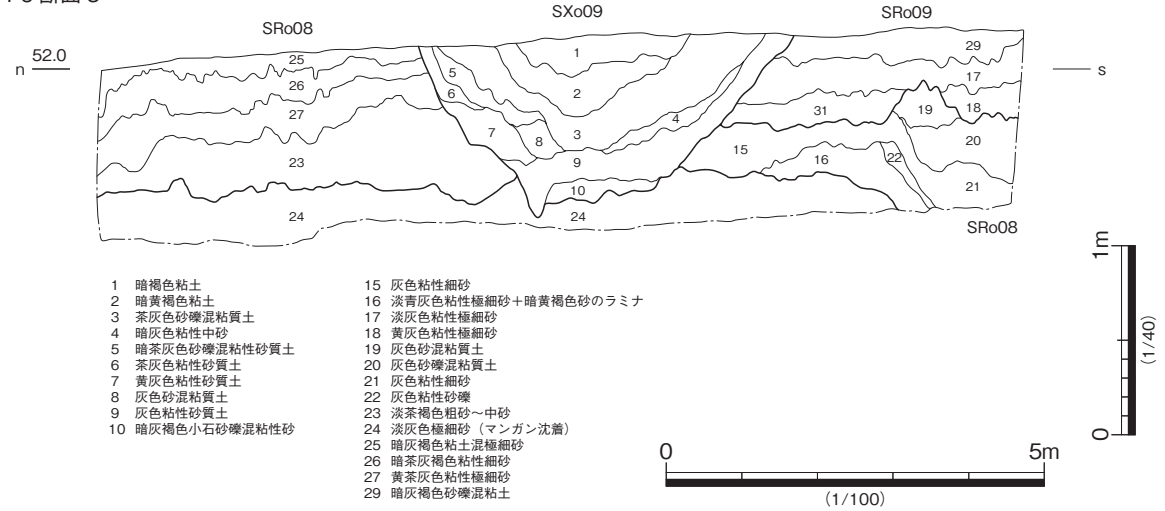 SRo08
SXo09
SRo09
52.0
n
s
25
26
27
23
24
5
6
7
8
1
2
3
4
9
10
24
29
17
31
19
18
15
16
22
20
21
SRo08
1 暗褐色粘土
2 暗黄褐色粘土
3 茶灰色砂礫混粘質土
4 暗灰色粘性中砂
5 暗茶灰色砂礫混粘性砂質土
6 茶灰色粘性砂質土
7 黄灰色粘性砂質土
8 灰色砂混粘質土
9 灰色粘性砂質土
10 暗灰褐色小石砂礫混粘性砂
15 灰色粘性細砂
16 淡青灰色粘性極細砂+暗黄褐色砂のラミナ
17 淡灰色粘性極細砂
18 黄灰色粘性極細砂
19 灰色砂混粘質土
20 灰色砂礫混粘質土
21 灰色粘性細砂
22 灰色粘性砂礫
23 淡茶褐色粗砂~中砂
24 淡灰色極細砂(マンガン沈着)
25 暗灰褐色粘土混極細砂
26 暗茶灰褐色粘性細砂
27 黄茶灰色粘性極細砂
29 暗灰褐色砂礫混粘土
1m
0
(1/40)
0 5m
(1/100)